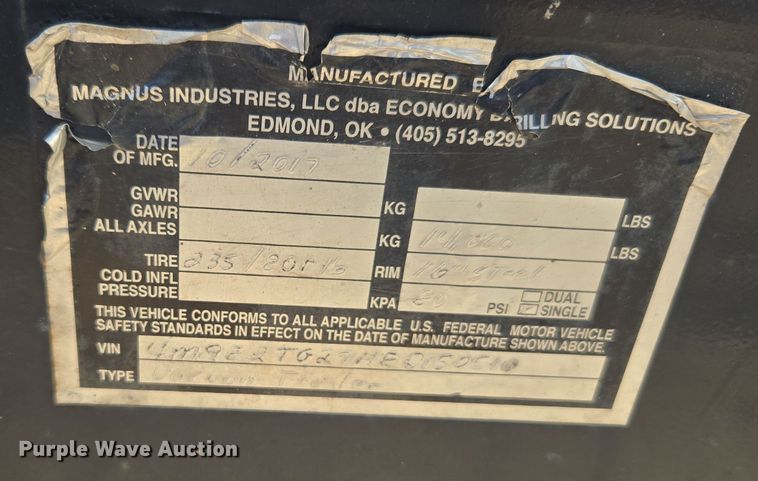 MANUFACTURED
MAGNUS INDUSTRIES, LLC dba ECONOMY DRILLING SOLUTIONS
EDMOND, OK • (405) 513-8295
DATE OF MFG. 10/2017
GVWR KG LBS
GAWR ALL AXLES KG LBS
TIRE 235/80R16 RIM 16" Steel
COLD INFL PRESSURE KPA 80 PSI DUAL SINGLE
THIS VEHICLE CONFORMS TO ALL APPLICABLE U.S. FEDERAL MOTOR VEHICLE
SAFETY STANDARDS IN EFFECT ON THE DATE OF MANUFACTURE SHOWN ABOVE.
VIN
TYPE Trailer
Purple Wave Auction